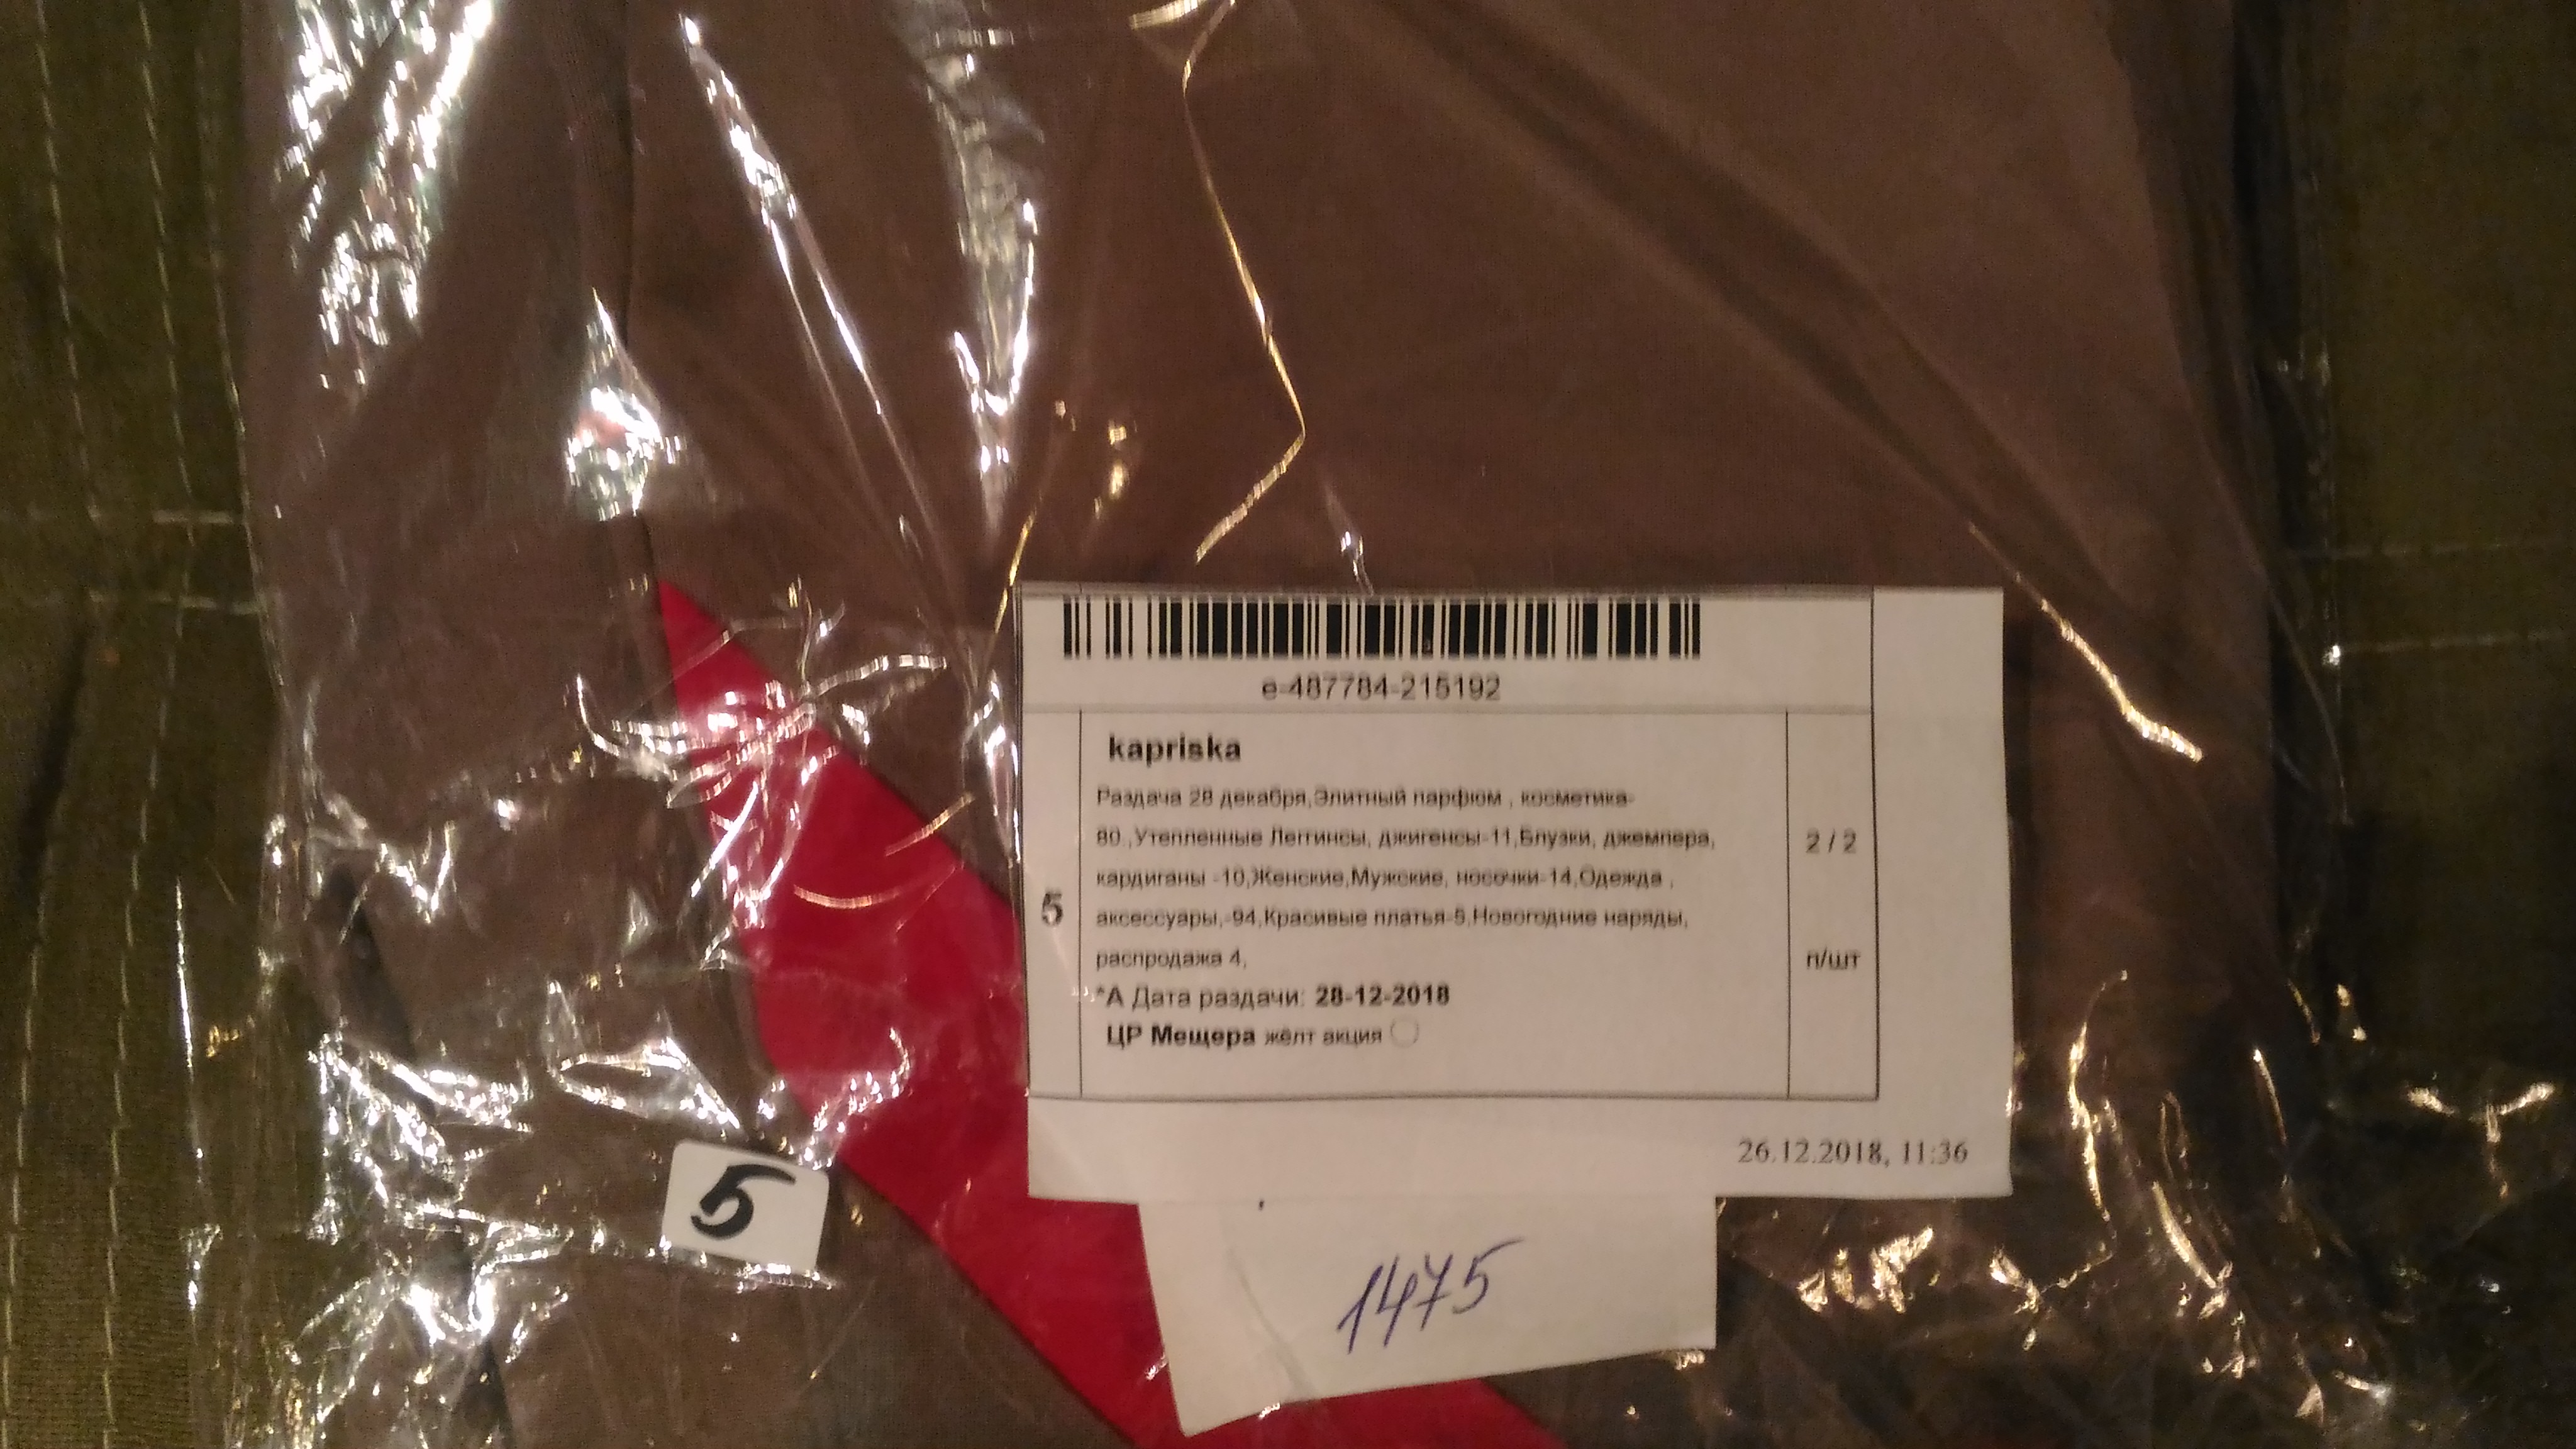 e-487784-215192
kapriska
Раздача 28 декабря,Элитный парфюм , косметика-
80.,Утепленные Леггинсы, джигенсы-11,Блузки, джемпера,
кардиганы -10,Женские,Мужские, носочки-14,Одежда ,
аксессуары,-94,Красивые платья-5,Новогодние наряды,
распродажа 4,
*А Дата раздачи: 28-12-2018
ЦР Мещера жёлт акция
5
2 / 2
п/шт
26.12.2018, 11:36
5
1475